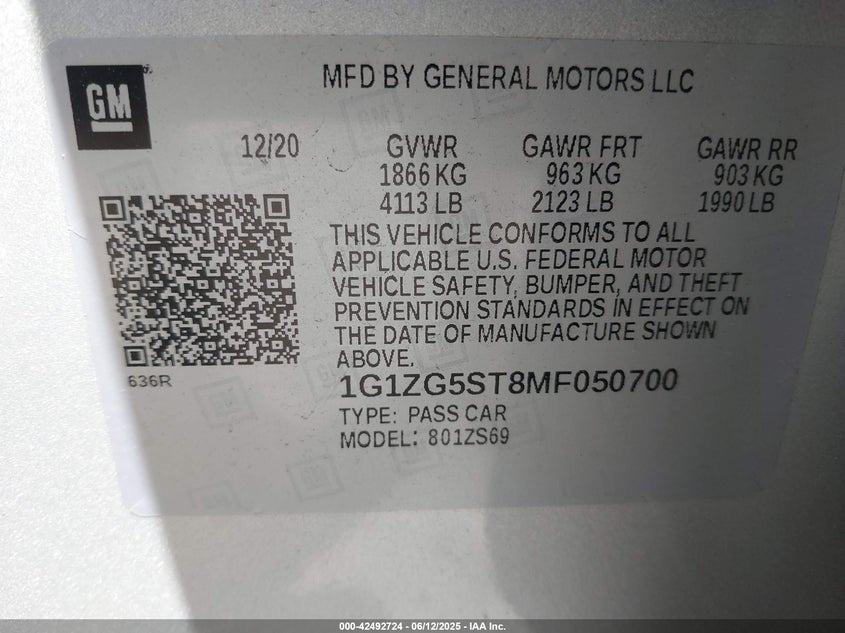 GM
MFD BY GENERAL MOTORS LLC
12/20 GVWR GAWR FRT GAWR RR
1866 KG 963 KG 903 KG
4113 LB 2123 LB 1990 LB
THIS VEHICLE CONFORMS TO ALL
APPLICABLE U.S. FEDERAL MOTOR
VEHICLE SAFETY, BUMPER, AND THEFT
PREVENTION STANDARDS IN EFFECT ON
THE DATE OF MANUFACTURE SHOWN
ABOVE.
636R
1G1ZG5ST8MF050700
TYPE: PASS CAR
MODEL: 801ZS69
000-42492724 - 06/12/2025 - IAA Inc.